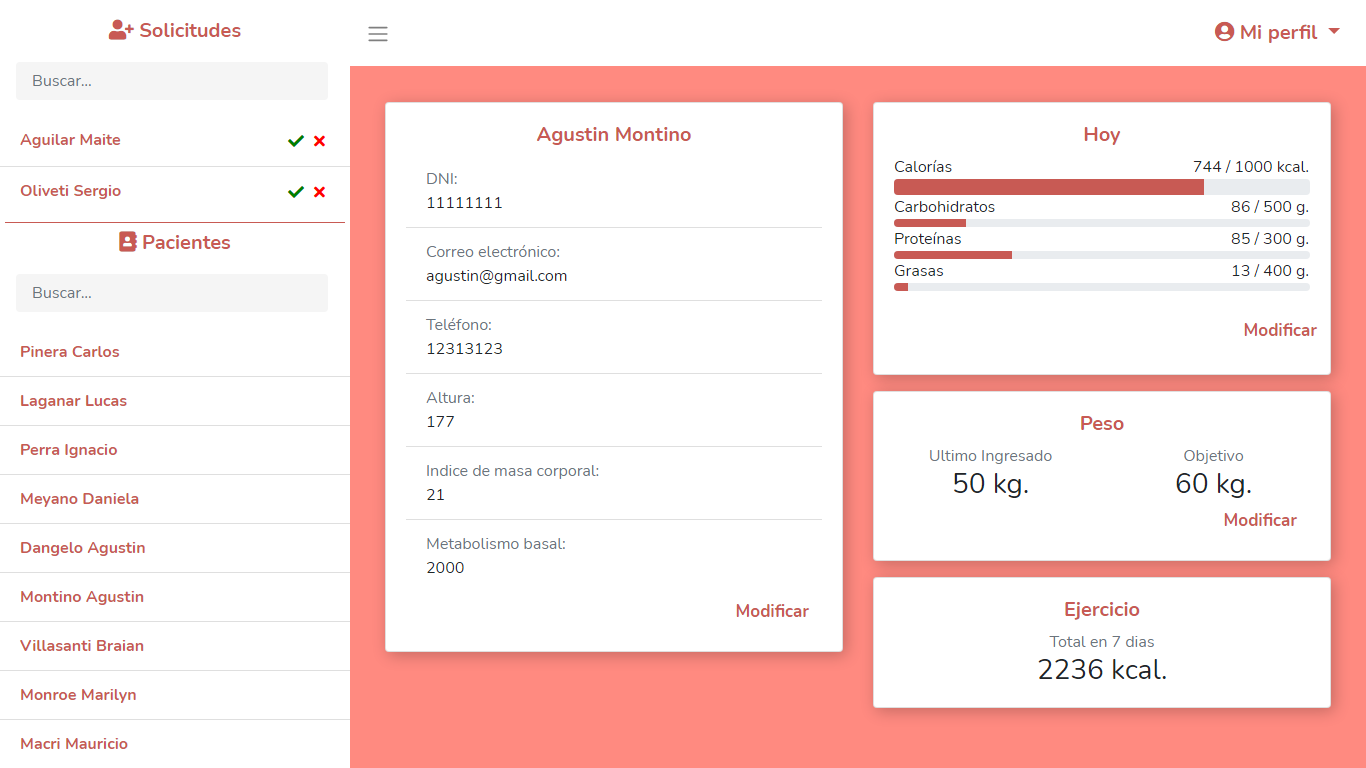 Solicitudes
Buscar...
Aguilar Maite
Oliveti Sergio
Pacientes
Buscar...
Pinera Carlos
Laganar Lucas
Perra Ignacio
Meyano Daniela
Dangelo Agustin
Montino Agustin
Villasanti Braian
Monroe Marilyn
Macri Mauricio
Mi perfil
Agustin Montino
DNI:
11111111
Correo electrónico:
agustin@gmail.com
Teléfono:
12313123
Altura:
177
Indice de masa corporal:
21
Metabolismo basal:
2000
Modificar
Hoy
Calorías 744 / 1000 kcal.
Carbohidratos 86 / 500 g.
Proteínas 85 / 300 g.
Grasas 13 / 400 g.
Modificar
Peso
Ultimo Ingresado Objetivo
50 kg. 60 kg.
Modificar
Ejercicio
Total en 7 dias
2236 kcal.